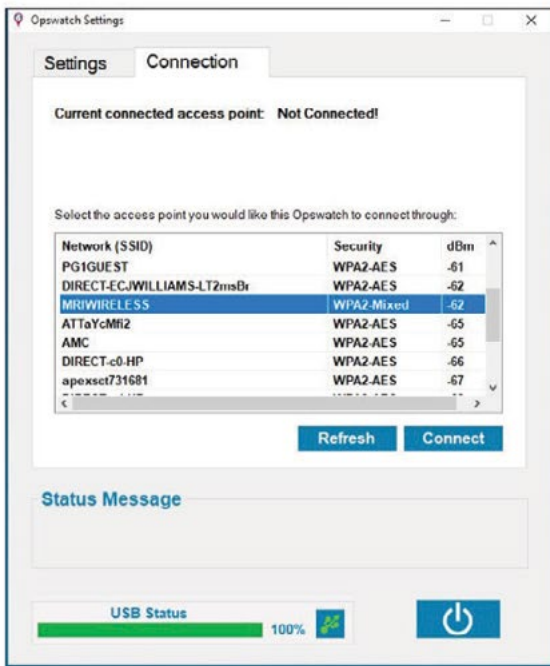 Opswatch Settings
Settings Connection
Current connected access point: Not Connected!
Select the access point you would like this Opswatch to connect through:
Network (SSID) Security dBm
PG1GUEST WPA2-AES -61
DIRECT-ECJWILLIAMS-LT2msBr WPA2-AES -62
MRIWIRELESS WPA2-Mixed -62
ATTaYcMfi2 WPA2-AES -65
AMC WPA2-AES -65
DIRECT-c0-HP WPA2-AES -66
apexsct731681 WPA2-AES -67
Refresh Connect
Status Message
USB Status
100%